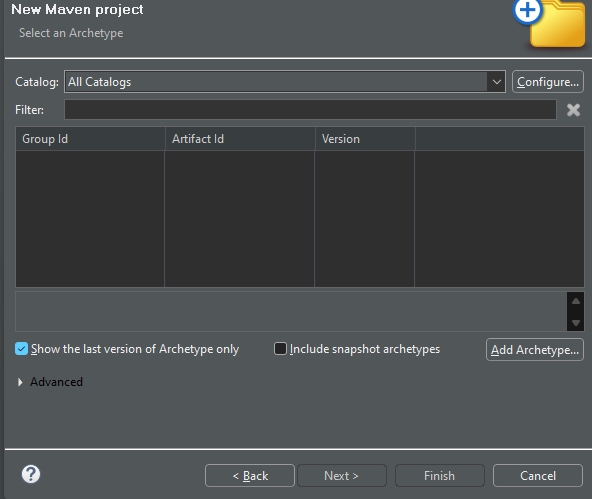 New Maven project
Select an Archetype
Catalog: All Catalogs Configure...
Filter:
Group Id Artifact Id Version
Show the last version of Archetype only Include snapshot archetypes Add Archetype...
Advanced
? < Back Next > Finish Cancel